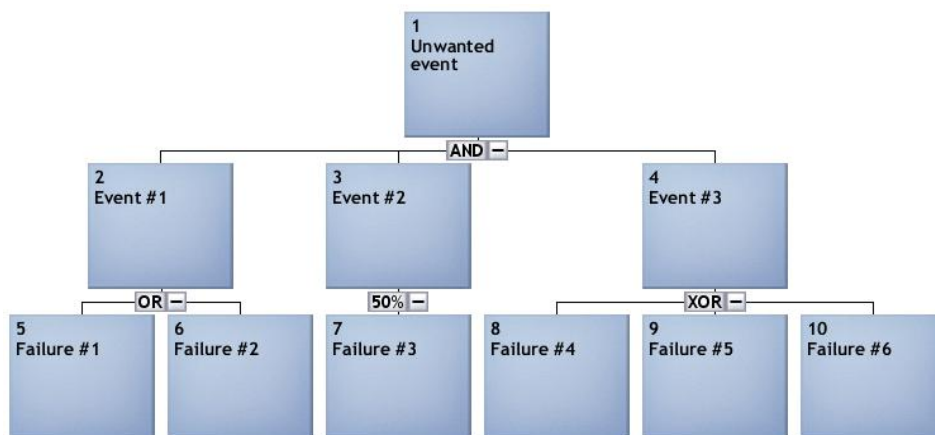 1
Unwanted
event
AND −
2
Event #1
3
Event #2
4
Event #3
OR −
50% −
XOR −
5
Failure #1
6
Failure #2
7
Failure #3
8
Failure #4
9
Failure #5
10
Failure #6